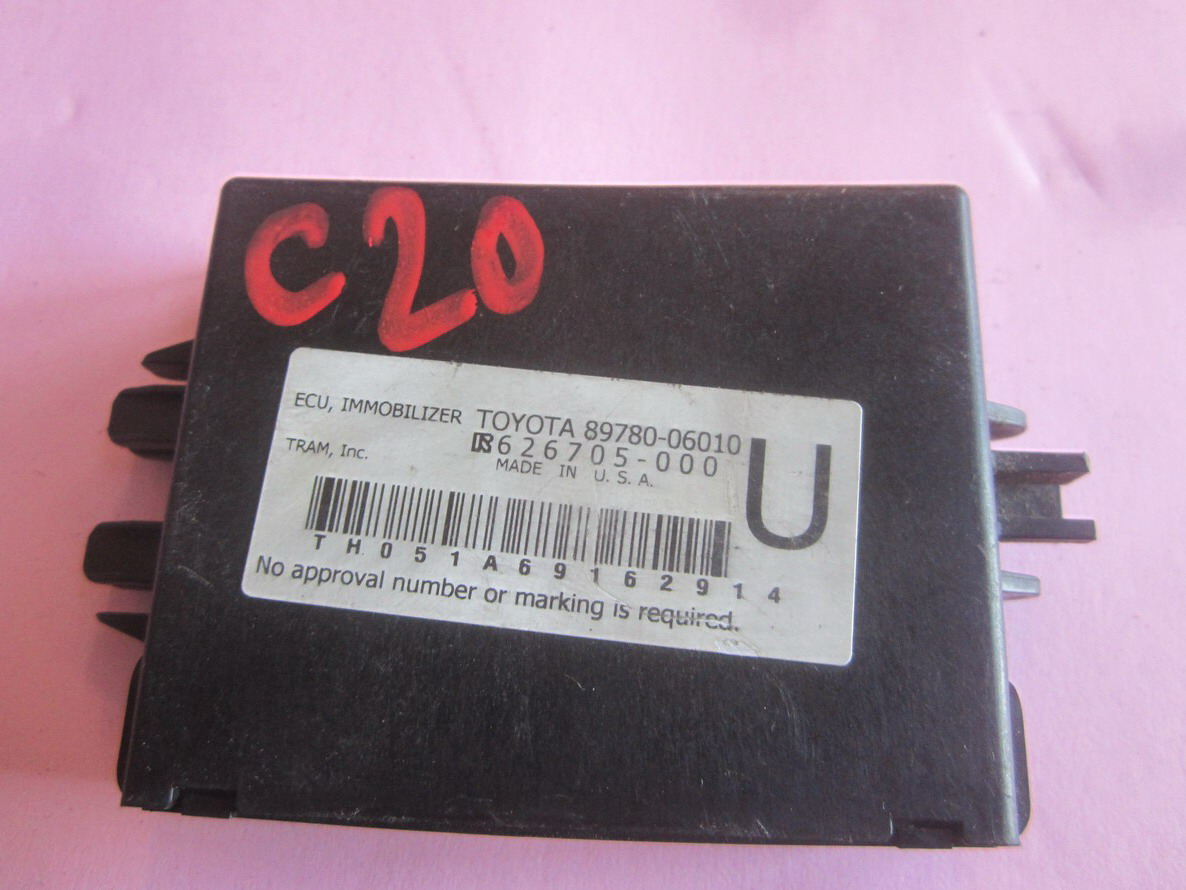 C20
ECU, IMMOBILIZER TOYOTA 89780-06010
626705-000
TRAM, Inc.
MADE IN U.S.A.
U
TH051A69162914
No approval number or marking is required.